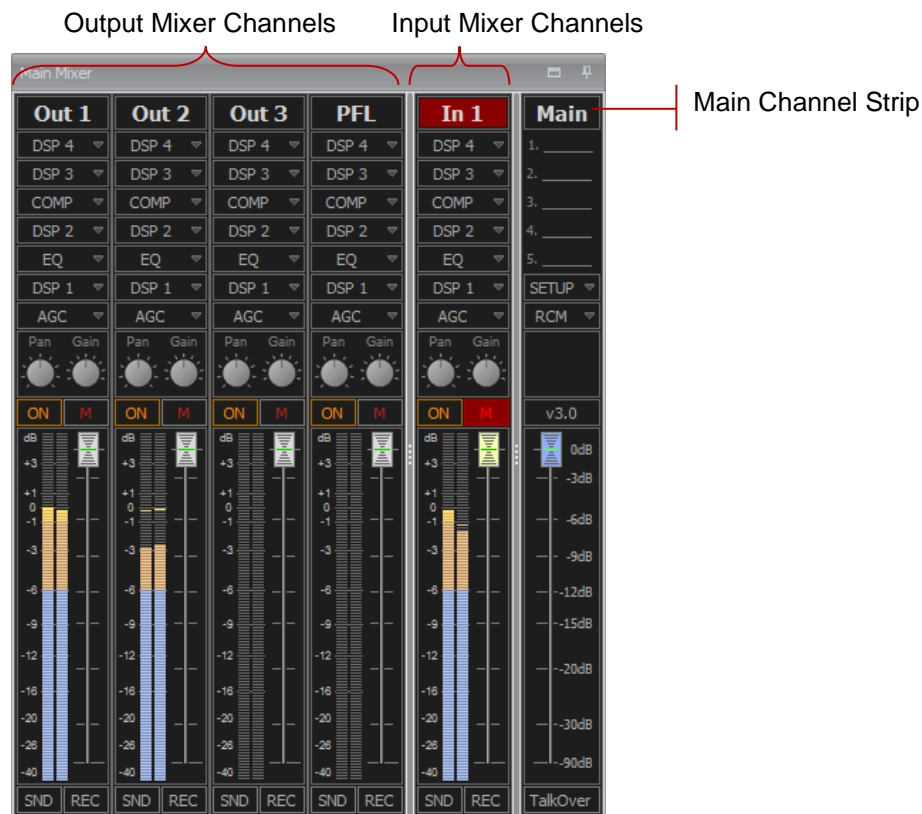 Output Mixer Channels Input Mixer Channels
Main Mixer
Main Channel Strip
Out 1 Out 2 Out 3 PFL In 1 Main
DSP 4 DSP 4 DSP 4 DSP 4 DSP 4 1. ______
DSP 3 DSP 3 DSP 3 DSP 3 DSP 3 2. ______
COMP COMP COMP COMP COMP 3. ______
DSP 2 DSP 2 DSP 2 DSP 2 DSP 2 4. ______
EQ EQ EQ EQ EQ 5. ______
DSP 1 DSP 1 DSP 1 DSP 1 DSP 1 SETUP
AGC AGC AGC AGC AGC RCM
Pan Gain Pan Gain Pan Gain Pan Gain Pan Gain
ON M ON M ON M ON M ON M v3.0
dB dB dB dB dB 0dB
+3 +3 +3 +3 +3 -3dB
+1 +1 +1 +1 +1
0 0 0 0 0
-1 -1 -1 -1 -1 -6dB
-3 -3 -3 -3 -3 -9dB
-6 -6 -6 -6 -6 -12dB
-9 -9 -9 -9 -9 -15dB
-12 -12 -12 -12 -12 -20dB
-16 -16 -16 -16 -16
-20 -20 -20 -20 -20 -30dB
-26 -26 -26 -26 -26 -90dB
-40 -40 -40 -40 -40
SND REC SND REC SND REC SND REC SND REC TalkOver